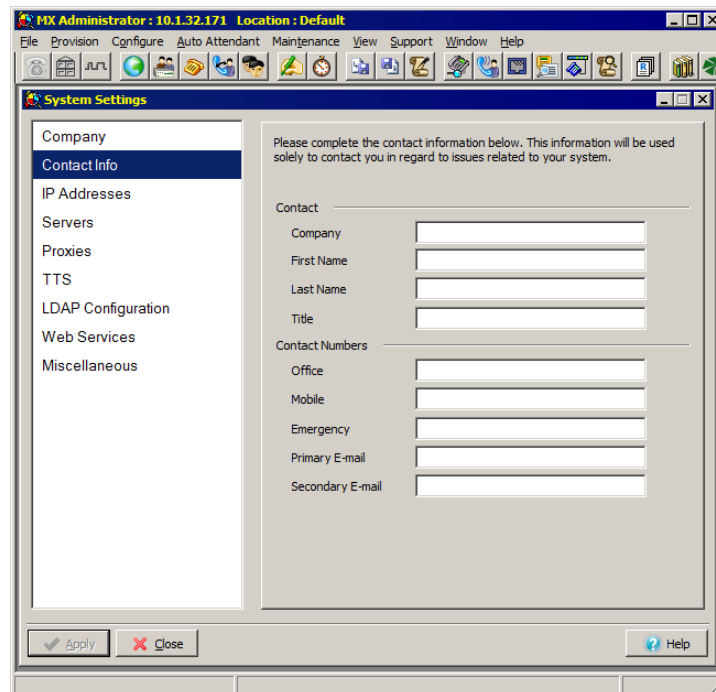 MX Administrator : 10.1.32.171 Location : Default
File Provision Configure Auto Attendant Maintenance View Support Window Help
System Settings
Company
Contact Info
IP Addresses
Servers
Proxies
TTS
LDAP Configuration
Web Services
Miscellaneous
Please complete the contact information below. This information will be used
solely to contact you in regard to issues related to your system.
Contact
Company
First Name
Last Name
Title
Contact Numbers
Office
Mobile
Emergency
Primary E-mail
Secondary E-mail
Apply
Close
Help